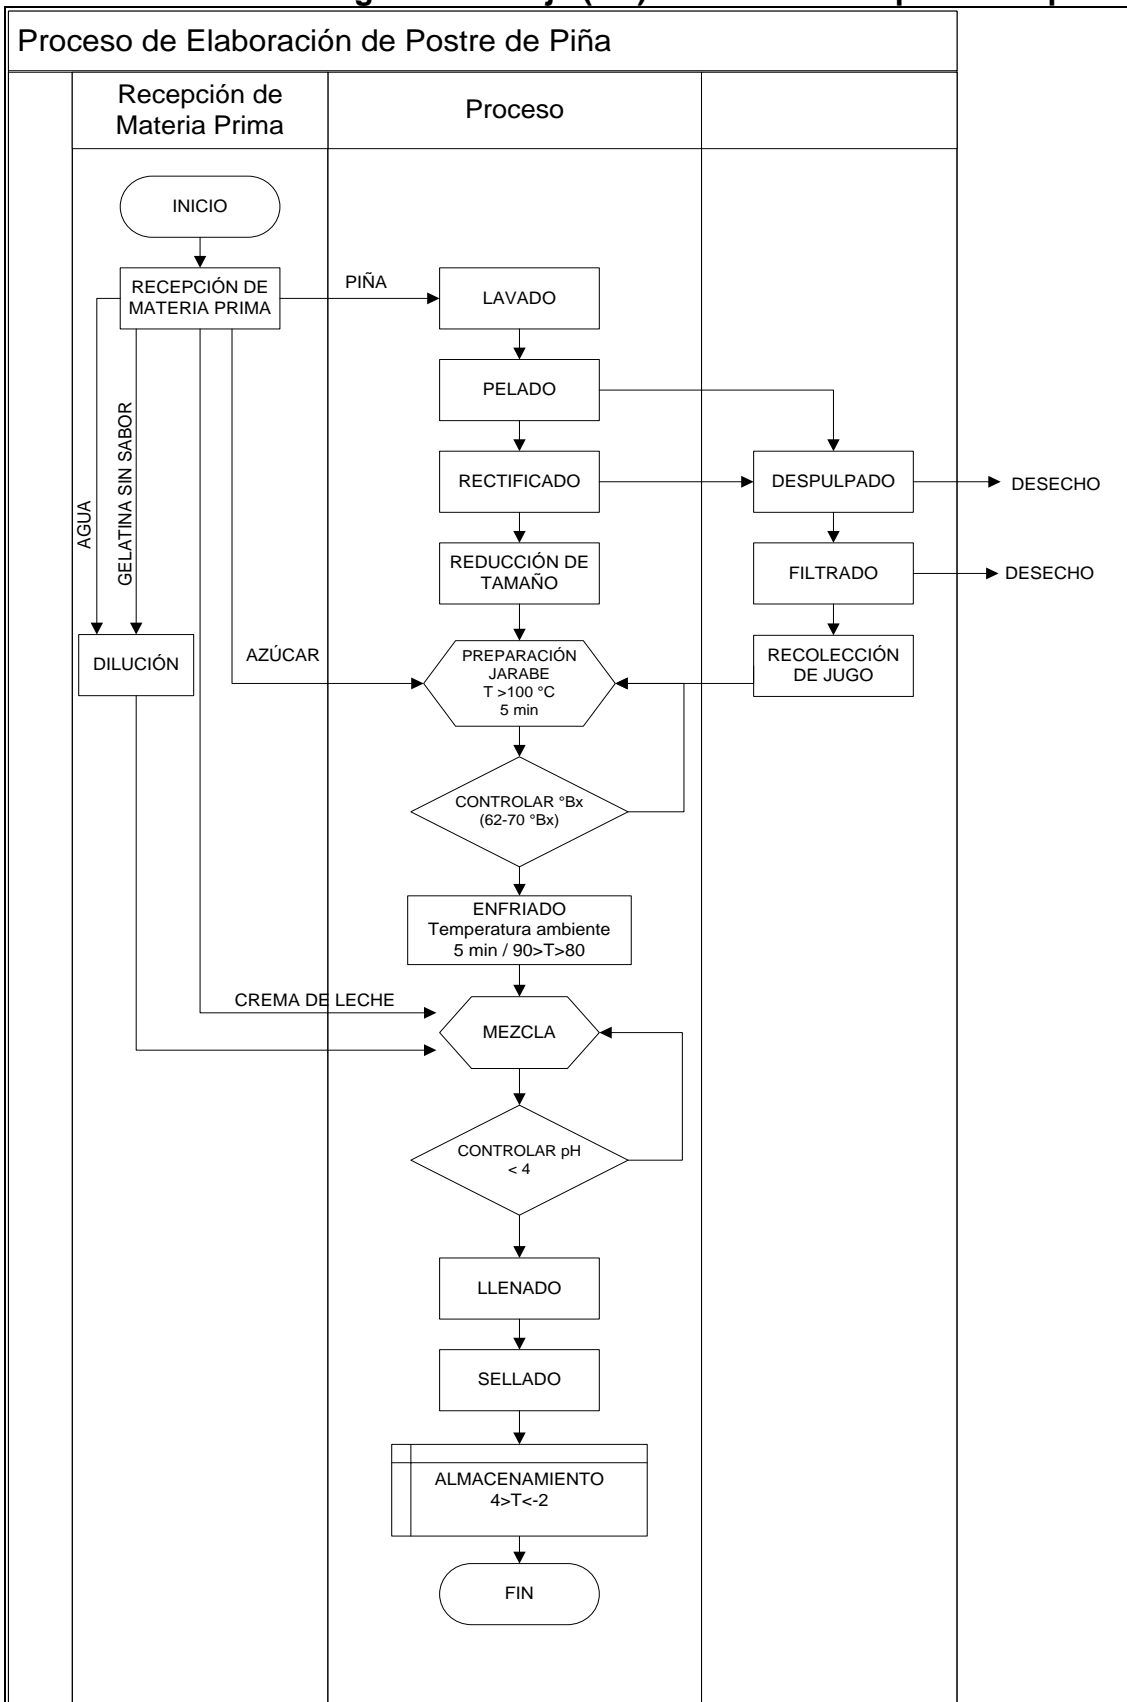 Proceso de Elaboración de Postre de Piña
Recepción de
Materia Prima
Proceso
INICIO
RECEPCIÓN DE
MATERIA PRIMA
PIÑA
LAVADO
PELADO
GELATINA SIN SABOR
AGUA
RECTIFICADO
DESPULPADO
DESECHO
REDUCCIÓN DE
TAMAÑO
FILTRADO
DESECHO
DILUCIÓN
AZÚCAR
PREPARACIÓN
JARABE
T >100 °C
5 min
RECOLECCIÓN
DE JUGO
CONTROLAR °Bx
(62-70 °Bx)
ENFRIADO
Temperatura ambiente
5 min / 90>T>80
CREMA DE LECHE
MEZCLA
CONTROLAR pH
< 4
LLENADO
SELLADO
ALMACENAMIENTO
4>T<-2
FIN